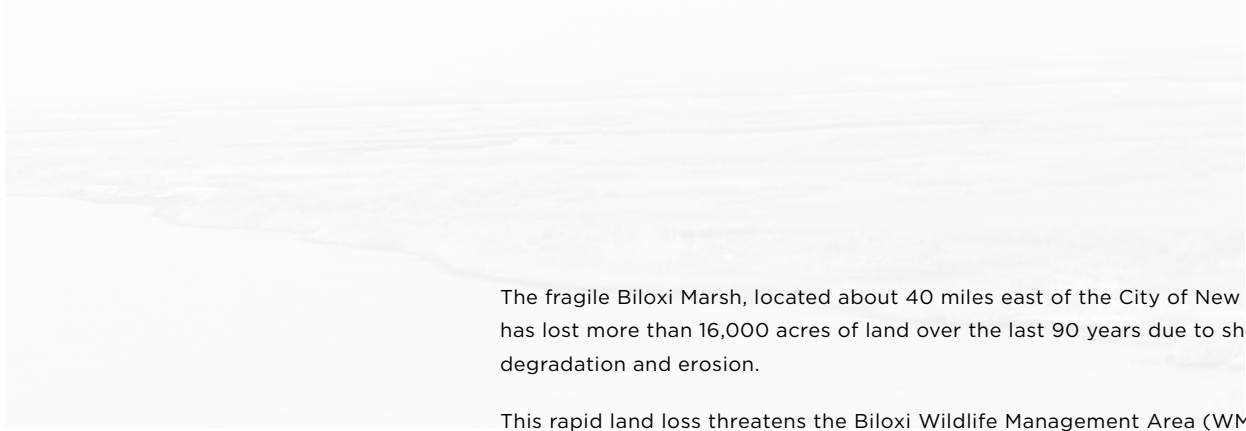 The fragile Biloxi Marsh, located about 40 miles east of the City of New
has lost more than 16,000 acres of land over the last 90 years due to sh
degradation and erosion.
This rapid land loss threatens the Biloxi Wildlife Management Area (WM